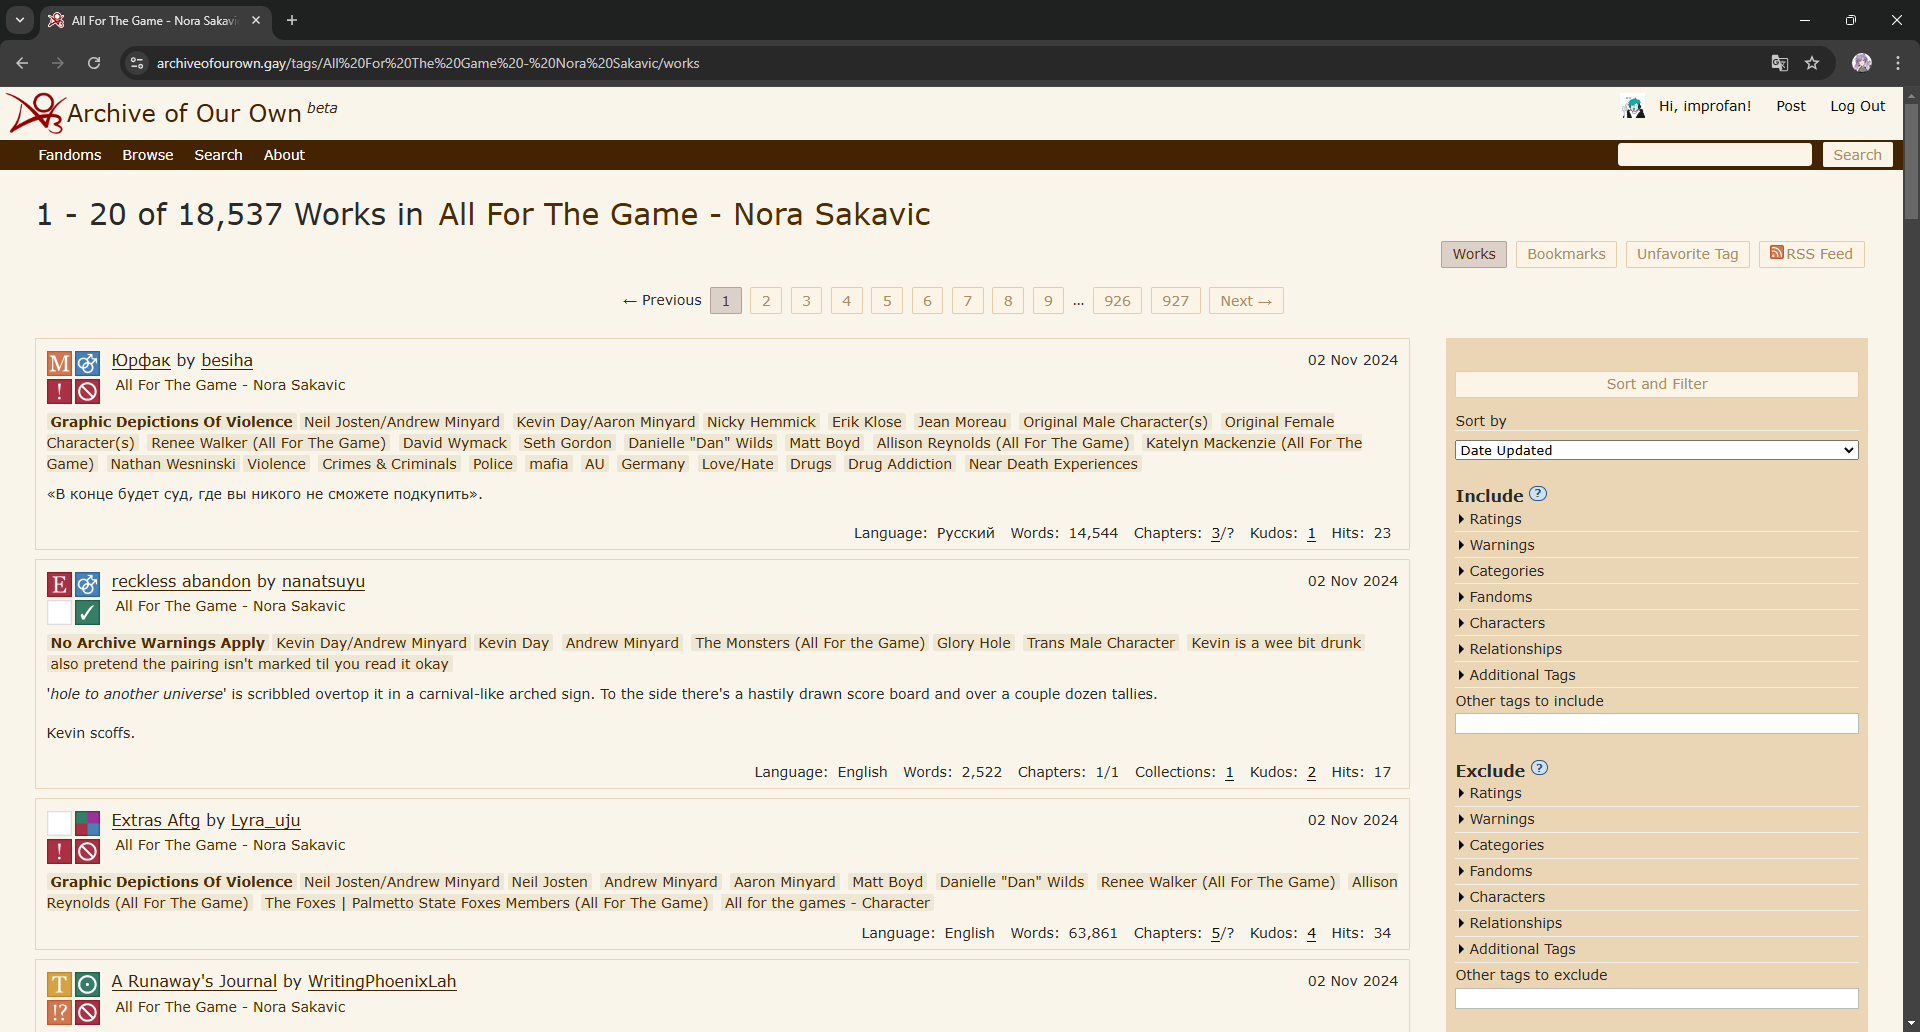 All For The Game - Nora Sakavi
archiveofourown.gay/tags/All%20For%20The%20Game%20-%20Nora%20Sakavic/works
Archive of Our Own beta
Hi, improfan! Post Log Out
Fandoms Browse Search About
Search
1 - 20 of 18,537 Works in All For The Game - Nora Sakavic
Works Bookmarks Unfavorite Tag RSS Feed
← Previous 1 2 3 4 5 6 7 8 9 … 926 927 Next →
Юрфак by besiha
02 Nov 2024
All For The Game - Nora Sakavic
Graphic Depictions Of Violence Neil Josten/Andrew Minyard Kevin Day/Aaron Minyard Nicky Hemmick Erik Klose Jean Moreau Original Male Character(s) Original Female
Character(s) Renee Walker (All For The Game) David Wymack Seth Gordon Danielle "Dan" Wilds Matt Boyd Allison Reynolds (All For The Game) Katelyn Mackenzie (All For The
Game) Nathan Wesninski Violence Crimes & Criminals Police mafia AU Germany Love/Hate Drugs Drug Addiction Near Death Experiences
«В конце будет суд, где вы никого не сможете подкупить».
Language: Русский Words: 14,544 Chapters: 3/? Kudos: 1 Hits: 23
reckless abandon by nanatsuyu
02 Nov 2024
All For The Game - Nora Sakavic
No Archive Warnings Apply Kevin Day/Andrew Minyard Kevin Day Andrew Minyard The Monsters (All For the Game) Glory Hole Trans Male Character Kevin is a wee bit drunk
also pretend the pairing isn't marked til you read it okay
'hole to another universe' is scribbled overtop it in a carnival-like arched sign. To the side there's a hastily drawn score board and over a couple dozen tallies.
Kevin scoffs.
Language: English Words: 2,522 Chapters: 1/1 Collections: 1 Kudos: 2 Hits: 17
Extras Aftg by Lyra_uju
02 Nov 2024
All For The Game - Nora Sakavic
Graphic Depictions Of Violence Neil Josten/Andrew Minyard Neil Josten Andrew Minyard Aaron Minyard Matt Boyd Danielle "Dan" Wilds Renee Walker (All For The Game) Allison
Reynolds (All For The Game) The Foxes | Palmetto State Foxes Members (All For The Game) All for the games - Character
Language: English Words: 63,861 Chapters: 5/? Kudos: 4 Hits: 34
A Runaway's Journal by WritingPhoenixLah
02 Nov 2024
All For The Game - Nora Sakavic
Sort and Filter
Sort by
Date Updated
Include ?
Ratings
Warnings
Categories
Fandoms
Characters
Relationships
Additional Tags
Other tags to include
Exclude ?
Ratings
Warnings
Categories
Fandoms
Characters
Relationships
Additional Tags
Other tags to exclude